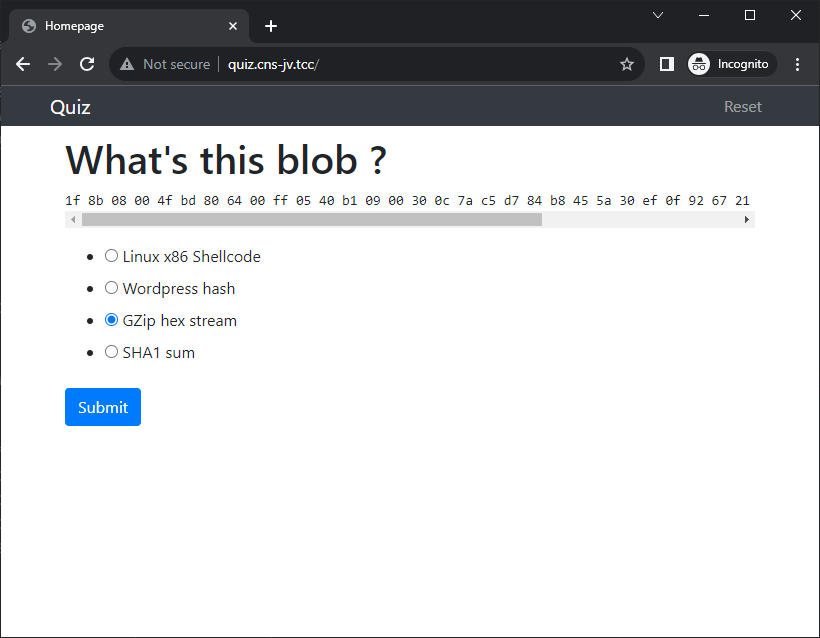 Homepage
Not secure quiz.cns-jv.tcc/ Incognito
Quiz Reset
What's this blob ?
1f 8b 08 00 4f bd 80 64 00 ff 05 40 b1 09 00 30 0c 7a c5 d7 84 b8 45 5a 30 ef 0f 92 67 21
Linux x86 Shellcode
Wordpress hash
GZip hex stream
SHA1 sum
Submit